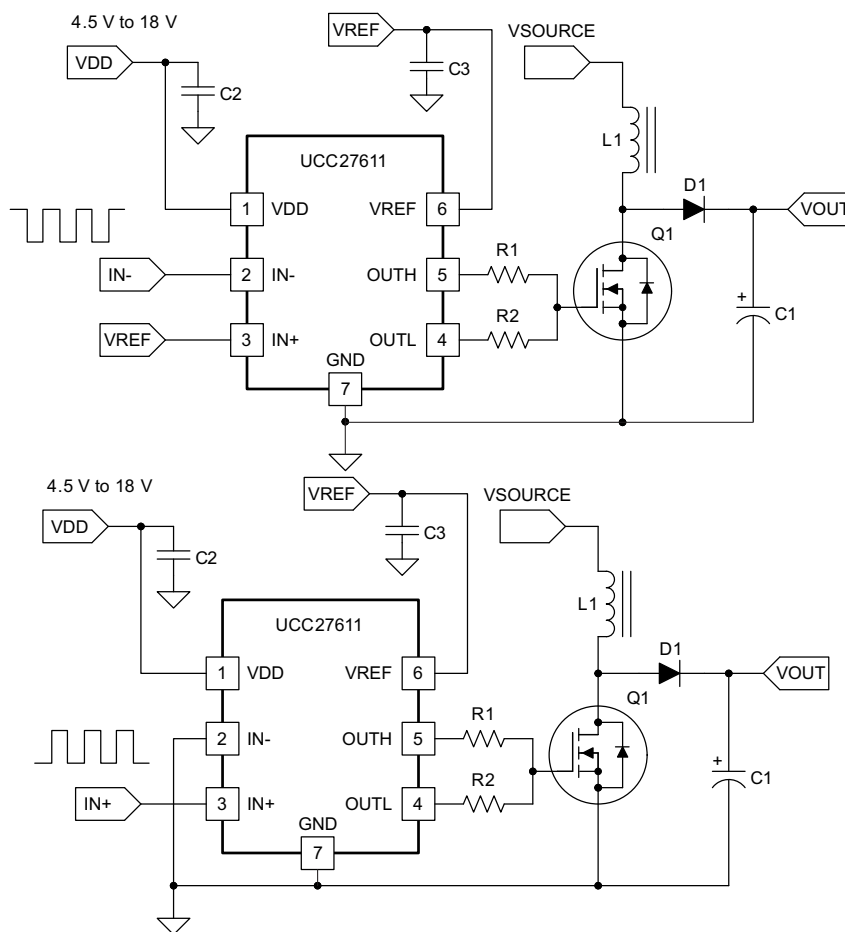 4.5 V to 18 V
VREF
VSOURCE
VDD
C2
C3
L1
UCC27611
D1
VOUT
1
VDD
VREF
6
Q1
R1
IN-
2
IN-
OUTH
5
R2
C1
+
VREF
3
IN+
OUTL
4
GND
7
4.5 V to 18 V
VREF
VSOURCE
VDD
C2
C3
L1
UCC27611
D1
VOUT
1
VDD
VREF
6
Q1
R1
2
IN-
OUTH
5
R2
+
C1
IN+
3
IN+
OUTL
4
GND
7